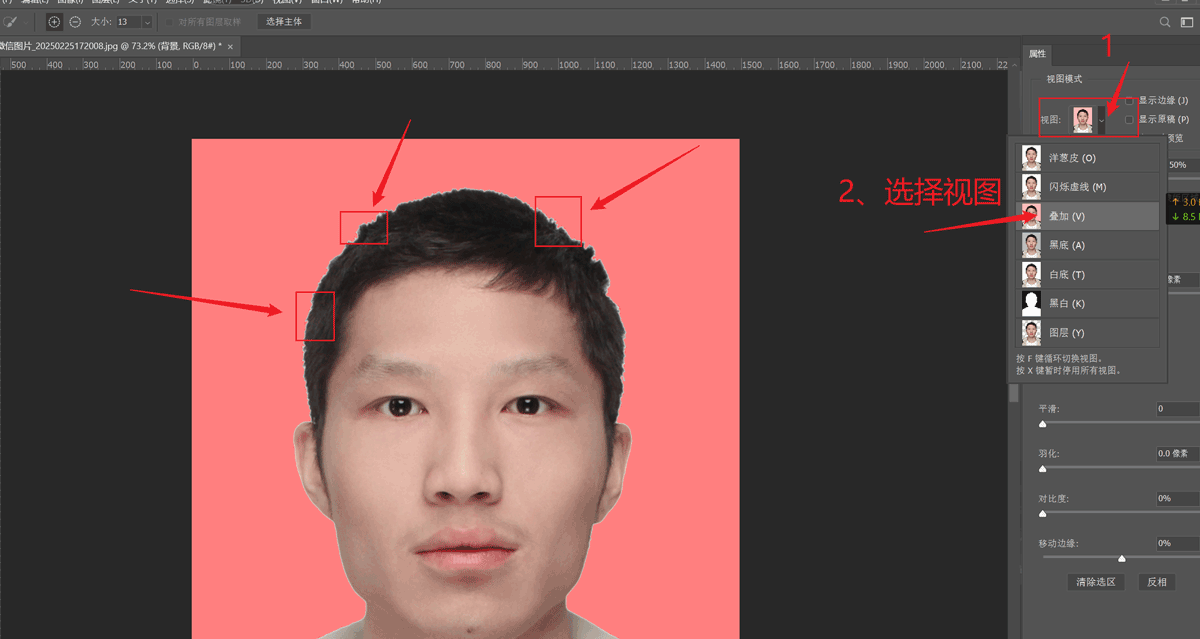 大小: 13
对所有图层取样
选择主体
微信图片_20250225172008.jpg @ 73.2% (背景, RGB/8#) * ×
500 400 300 200 100 0 100 200 300 400 500 600 700 800 900 1000 1100 1200 1300 1400 1500 1600 1700 1800 1900 2000 2100 22
属性
1
视图模式
显示边缘 (J)
视图:
显示原稿 (P)
预览
洋葱皮 (O)
50%
闪烁虚线 (M)
2、选择视图
3.0
叠加 (V)
8.5
黑底 (A)
白底 (T)
像素
黑白 (K)
图层 (Y)
按 F 键循环切换视图。
按 X 键暂时停用所有视图。
平滑: 0
羽化: 0.0 像素
对比度: 0%
移动边缘: 0%
清除选区 反相